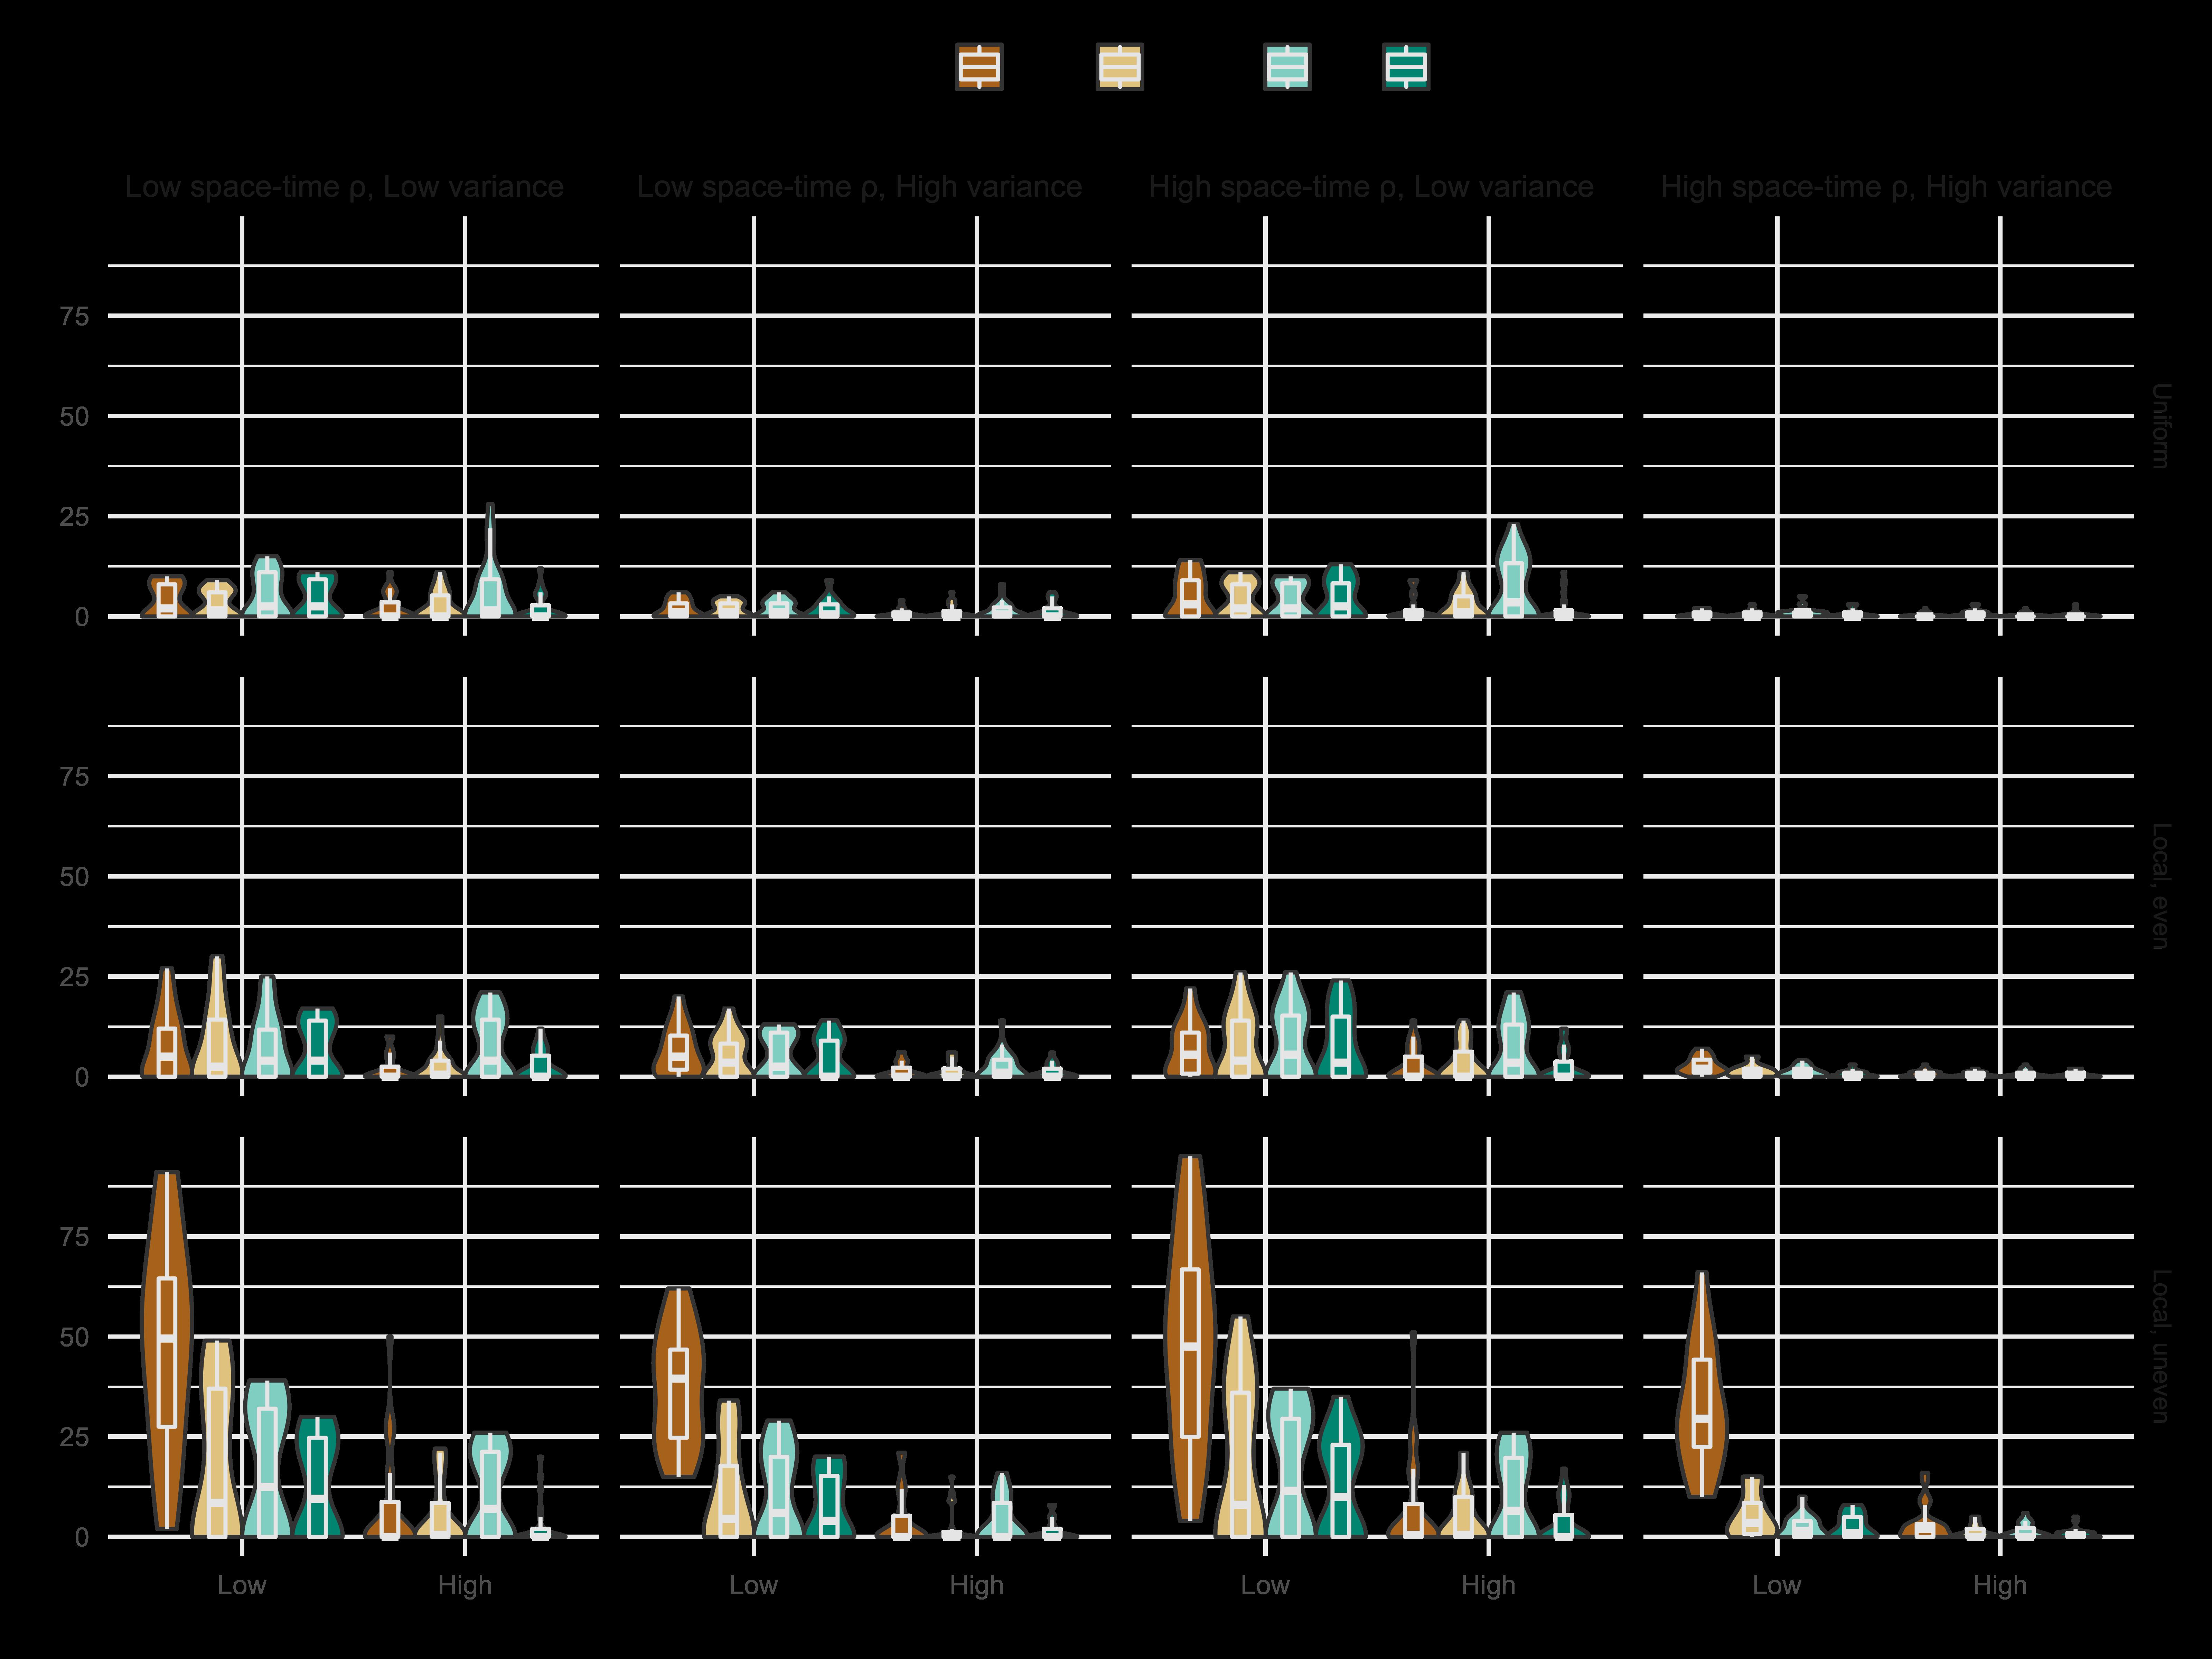 Low space-time ρ, Low variance
Low space-time ρ, High variance
High space-time ρ, Low variance
High space-time ρ, High variance
75
50
25
0
Uniform
75
50
25
0
Local, even
75
50
25
0
Local, uneven
Low
High
Low
High
Low
High
Low
High